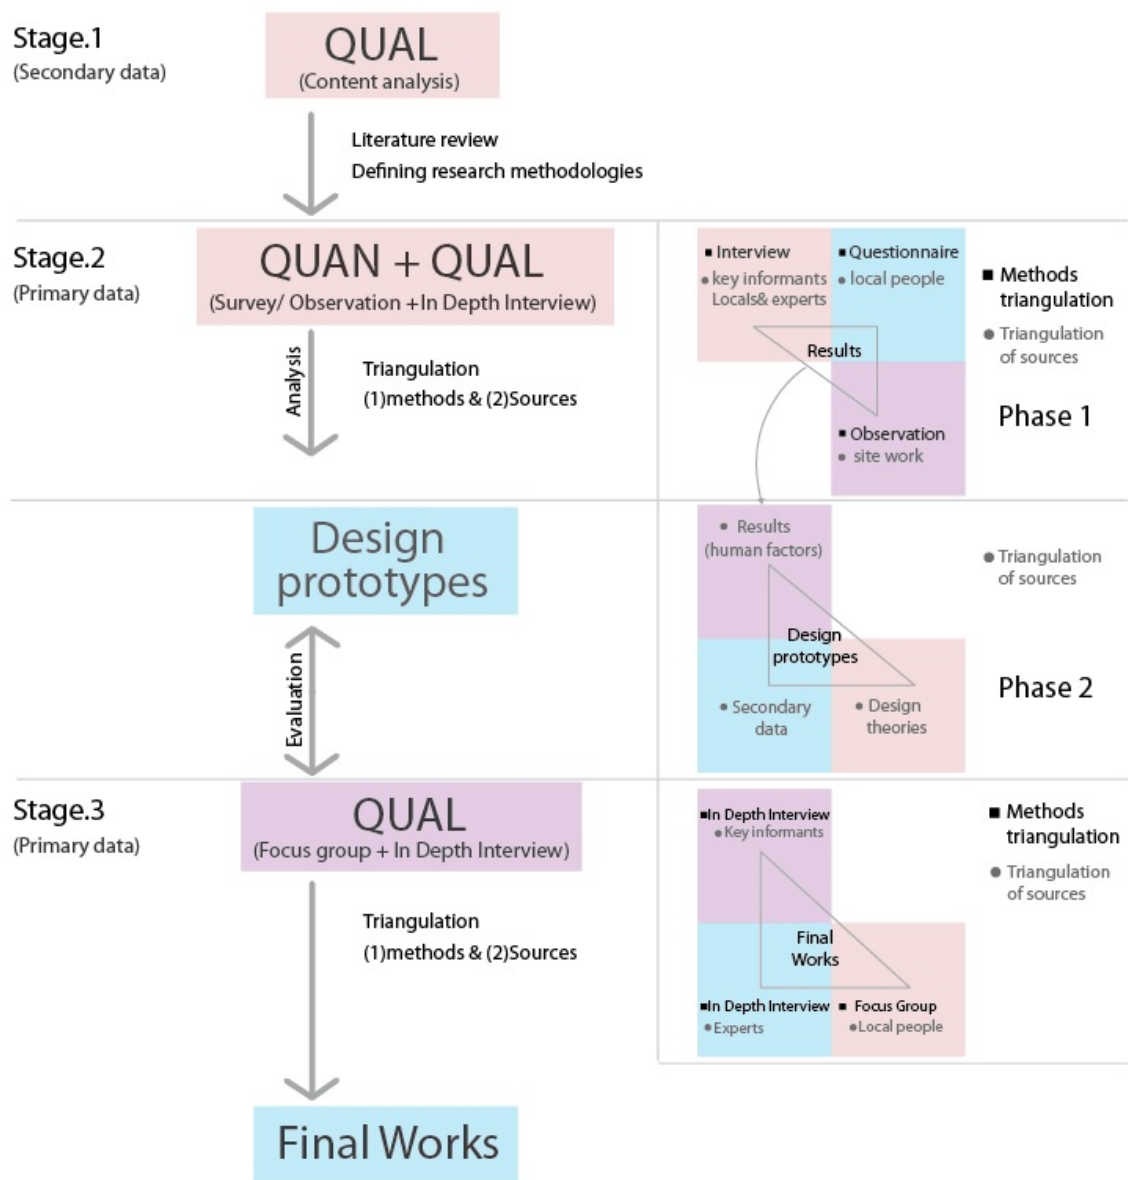 Stage.1
(Secondary data)
QUAL
(Content analysis)
Literature review
Defining research methodologies
Stage.2
(Primary data)
QUAN + QUAL
(Survey/ Observation +In Depth Interview)
Analysis
Triangulation
(1)methods & (2)Sources
■ Interview
● key informants
Locals& experts
■ Questionnaire
● local people
Results
■ Observation
● site work
■ Methods
triangulation
● Triangulation
of sources
Phase 1
Design
prototypes
Evaluation
● Results
(human factors)
Design
prototypes
● Secondary
data
● Design
theories
● Triangulation
of sources
Phase 2
Stage.3
(Primary data)
QUAL
(Focus group + In Depth Interview)
Triangulation
(1)methods & (2)Sources
■In Depth Interview
●Key informants
Final
Works
■In Depth Interview
●Experts
■ Focus Group
●Local people
■ Methods
triangulation
● Triangulation
of sources
Final Works